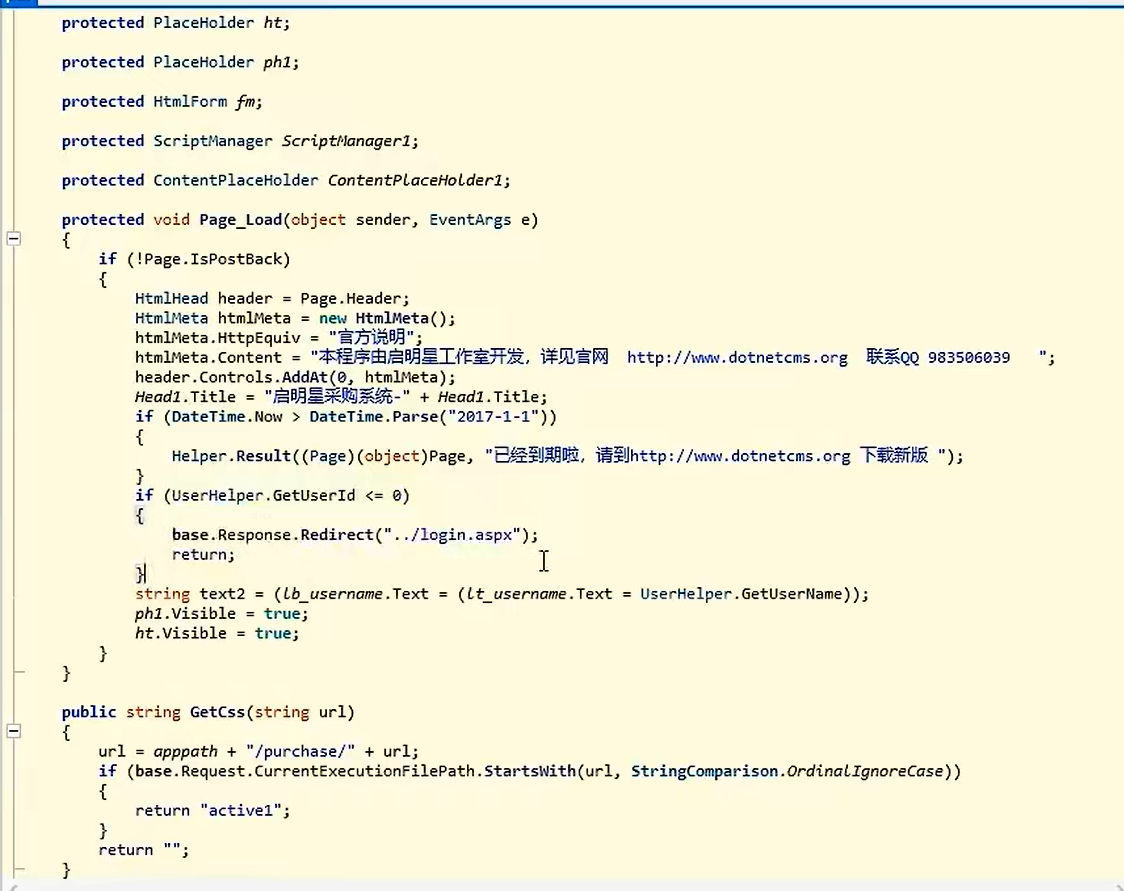 protected PlaceHolder ht;
protected PlaceHolder ph1;
protected HtmlForm fm;
protected ScriptManager ScriptManager1;
protected ContentPlaceHolder ContentPlaceHolder1;
protected void Page_Load(object sender, EventArgs e)
{
if (!Page.IsPostBack)
{
HtmlHead header = Page.Header;
HtmlMeta htmlMeta = new HtmlMeta();
htmlMeta.HttpEquiv = "官方说明";
htmlMeta.Content = "本程序由启明星工作室开发，详见官网  http://www.dotnetcms.org  联系QQ 983506039   ";
header.Controls.AddAt(0, htmlMeta);
Head1.Title = "启明星采购系统-" + Head1.Title;
if (DateTime.Now > DateTime.Parse("2017-1-1"))
{
Helper.Result((Page)(object)Page, "已经到期啦，请到http://www.dotnetcms.org 下载新版 ");
}
if (UserHelper.GetUserId <= 0)
{
base.Response.Redirect("../login.aspx");
return;
}
string text2 = (lb_username.Text = (lt_username.Text = UserHelper.GetUserName));
ph1.Visible = true;
ht.Visible = true;
}
}
public string GetCss(string url)
{
url = apppath + "/purchase/" + url;
if (base.Request.CurrentExecutionFilePath.StartsWith(url, StringComparison.OrdinalIgnoreCase))
{
return "active1";
}
return "";
}